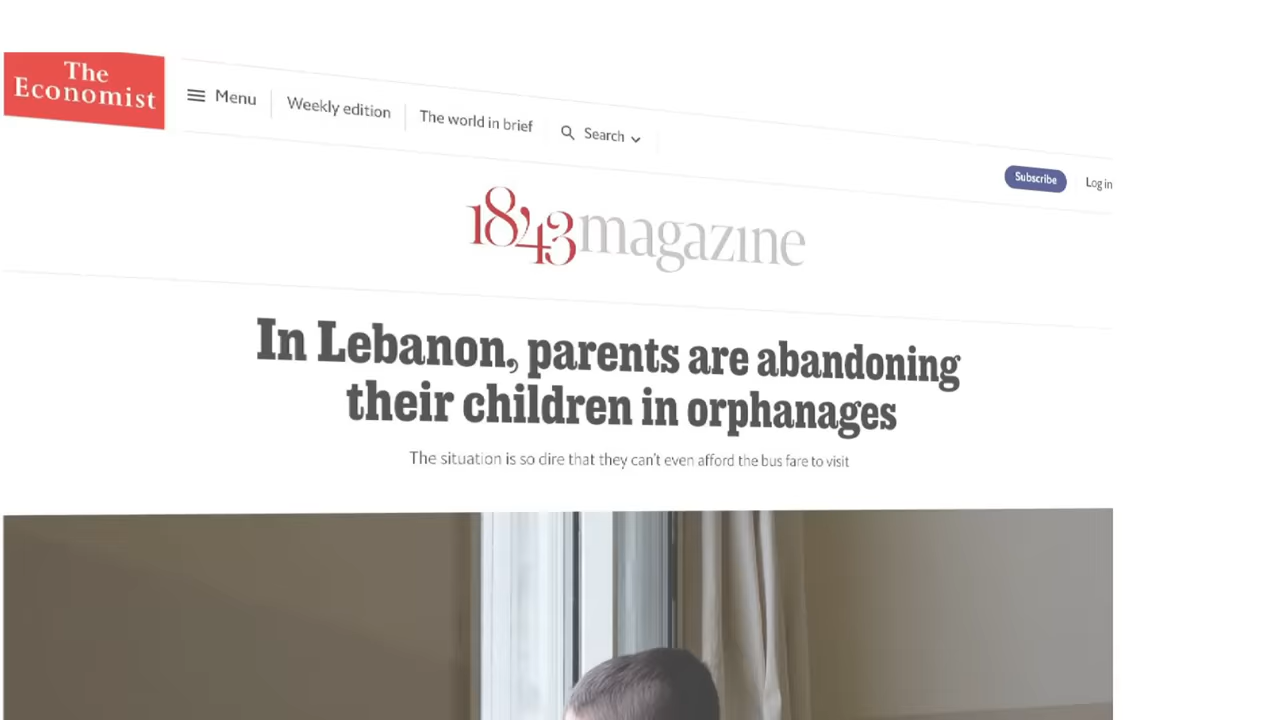 The
Economist
Menu
Weekly edition
The world in brief
Search
Subscribe
Log in
1843magazine
In Lebanon, parents are abandoning
their children in orphanages
The situation is so dire that they can't even afford the bus fare to visit